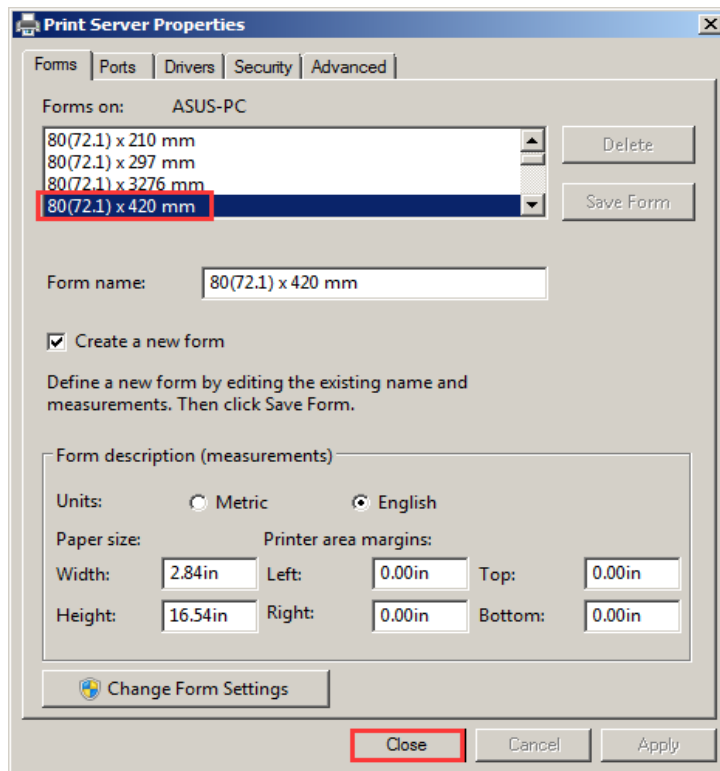 Print Server Properties
Forms Ports Drivers Security Advanced
Forms on: ASUS-PC
80(72.1) x 210 mm
80(72.1) x 297 mm
80(72.1) x 3276 mm
80(72.1) x 420 mm
Delete
Save Form
Form name: 80(72.1) x 420 mm
Create a new form
Define a new form by editing the existing name and
measurements. Then click Save Form.
Form description (measurements)
Units: Metric English
Paper size: Printer area margins:
Width: 2.84in Left: 0.00in Top: 0.00in
Height: 16.54in Right: 0.00in Bottom: 0.00in
Change Form Settings
Close Cancel Apply